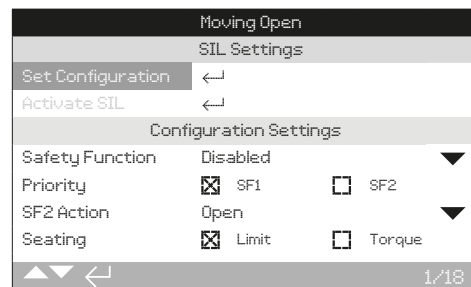 Moving Open
SIL Settings
Set Configuration
Activate SIL
Configuration Settings
Safety Function Disabled
Priority SF1 SF2
SF2 Action Open
Seating Limit Torque
1/18